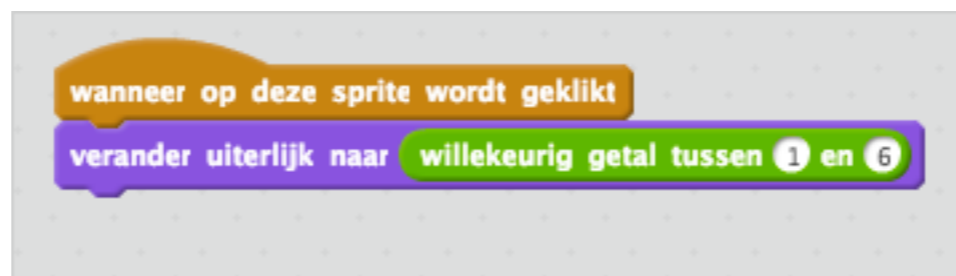 wanneer op deze sprite wordt geklikt
verander uiterlijk naar willekeurig getal tussen 1 en 6